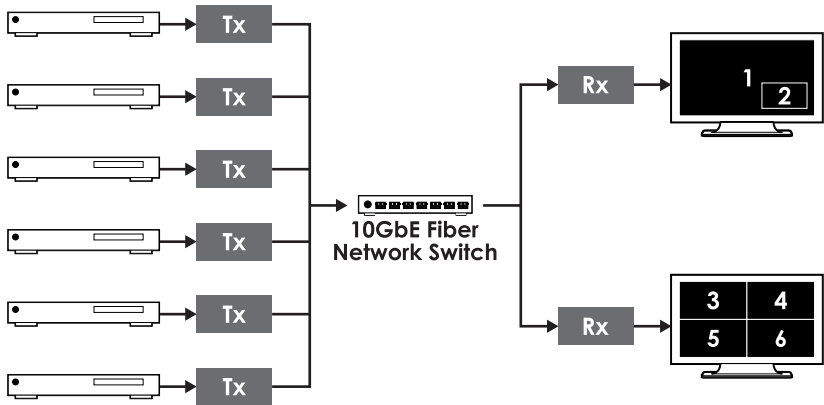 Tx
Tx
Tx
Tx
Tx
Tx
10GbE Fiber
Network Switch
Rx
1
2
Rx
3 4
5 6